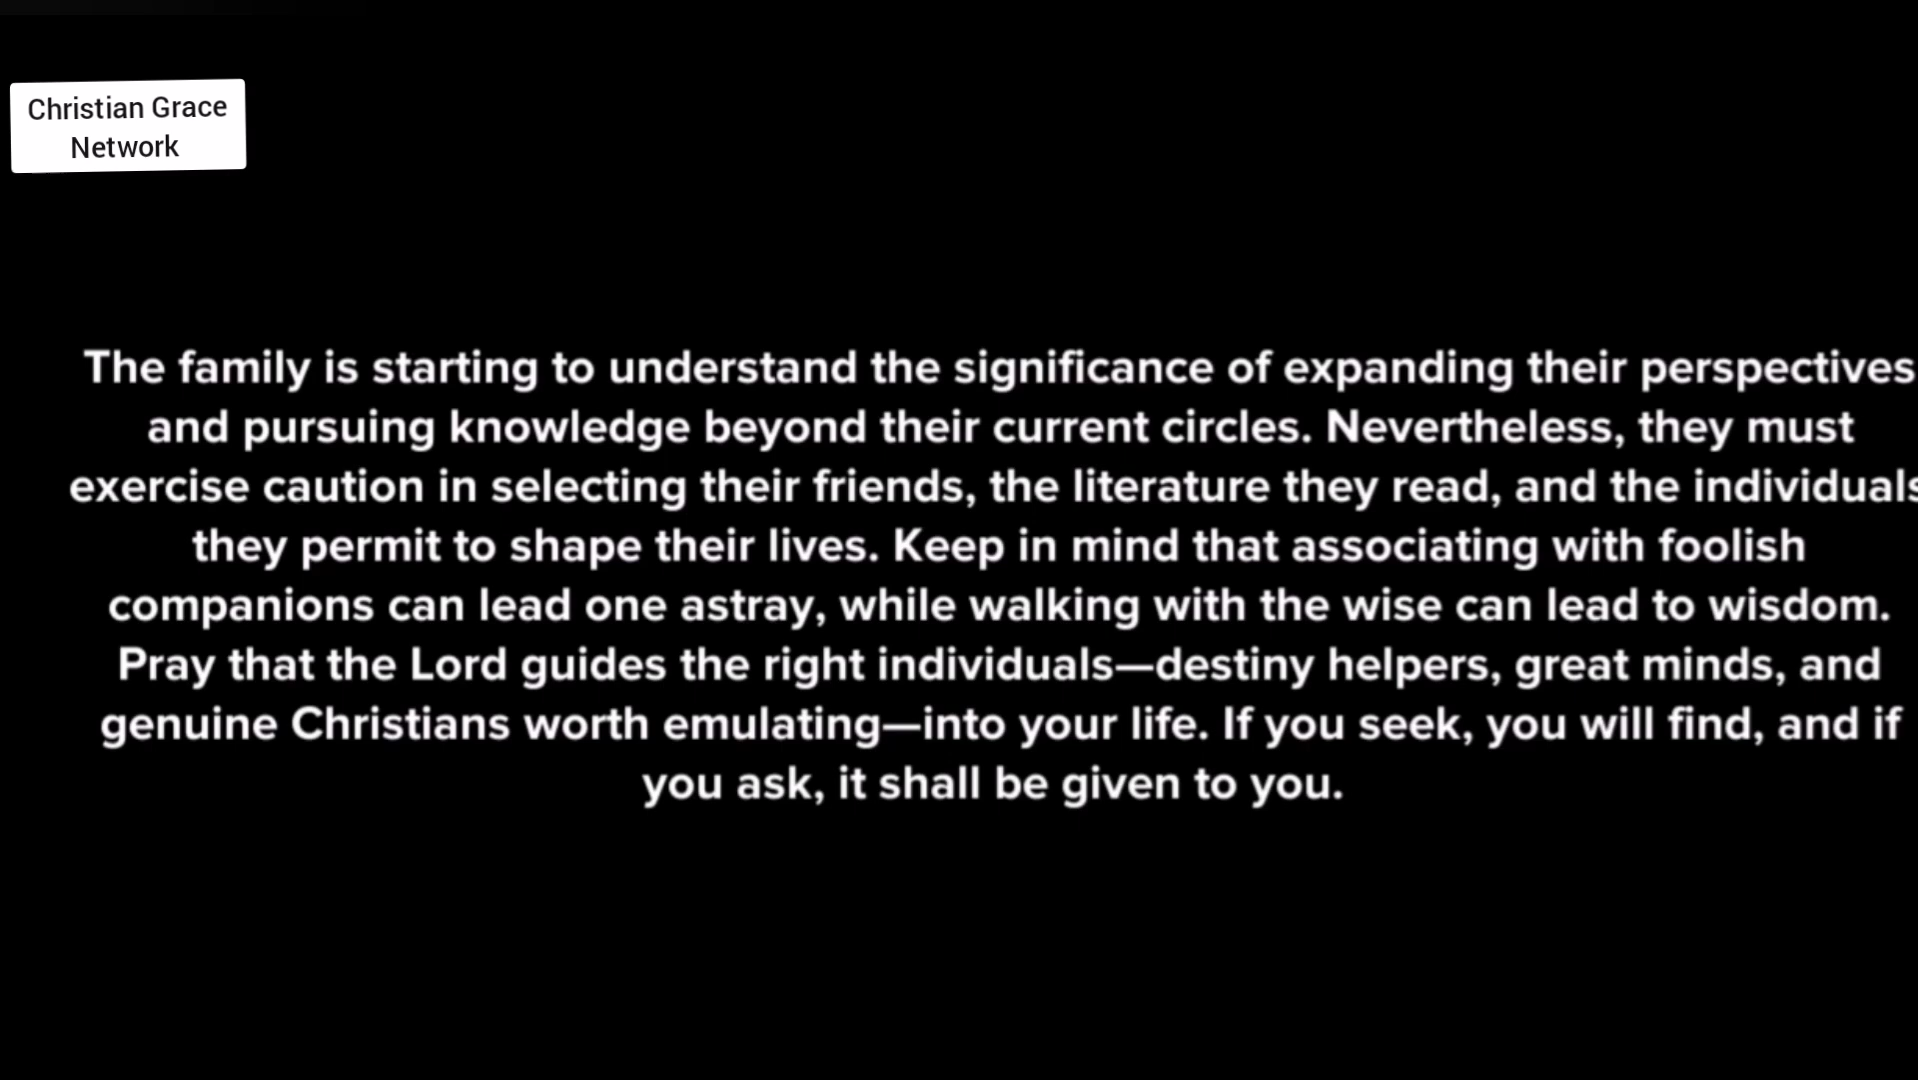 Christian Grace
Network
The family is starting to understand the significance of expanding their perspectives
and pursuing knowledge beyond their current circles. Nevertheless, they must
exercise caution in selecting their friends, the literature they read, and the individuals
they permit to shape their lives. Keep in mind that associating with foolish
companions can lead one astray, while walking with the wise can lead to wisdom.
Pray that the Lord guides the right individuals—destiny helpers, great minds, and
genuine Christians worth emulating—into your life. If you seek, you will find, and if
you ask, it shall be given to you.